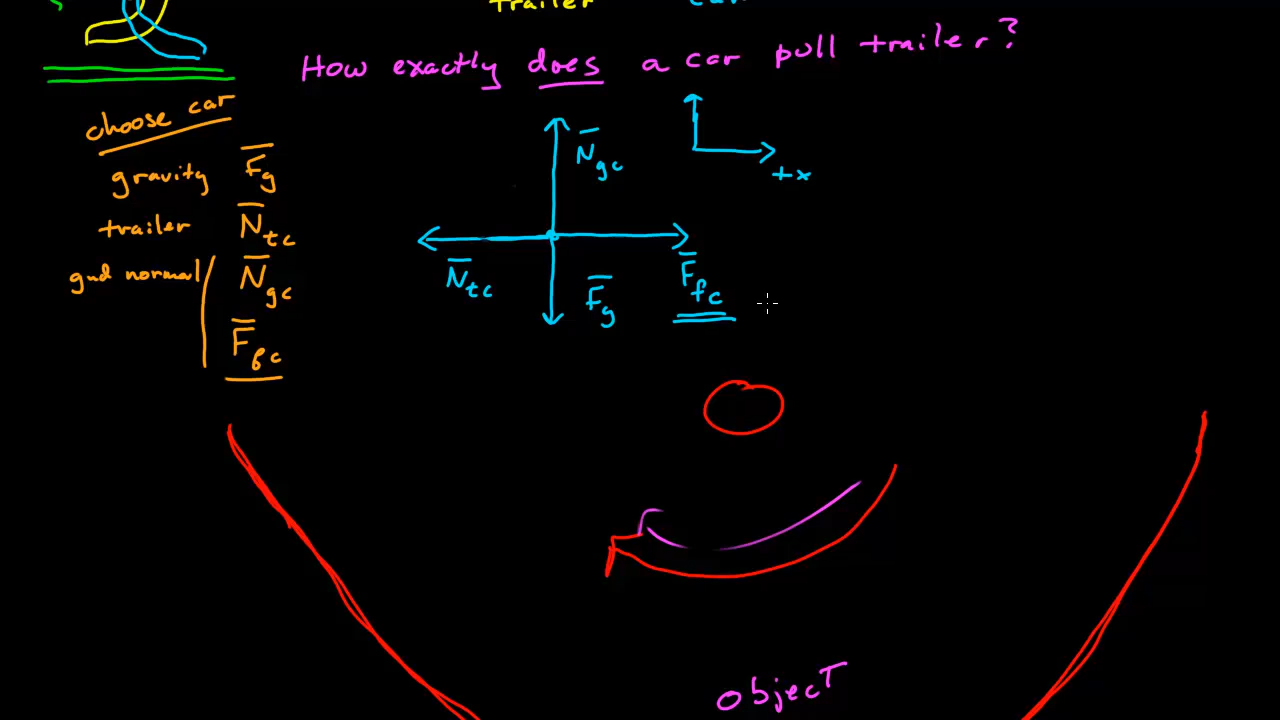 trailer
How exactly does a car pull trailer?
choose car
gravity F̅g
trailer N̅tc
gnd normal N̅gc
F̅fc
N̅gc
+x
N̅tc
F̅g
F̅fc
object